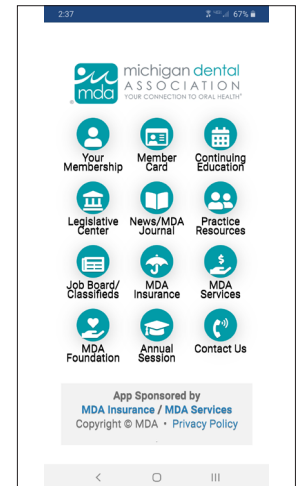 2:37
67%
michigan dental
mda
ASSOCIATION
YOUR CONNECTION TO ORAL HEALTH®
Your
Membership
Member
Card
Continuing
Education
Legislative
Center
News/MDA
Journal
Practice
Resources
Job Board/
Classifieds
MDA
Insurance
MDA
Services
MDA
Foundation
Annual
Session
Contact Us
App Sponsored by
MDA Insurance / MDA Services
Copyright © MDA • Privacy Policy